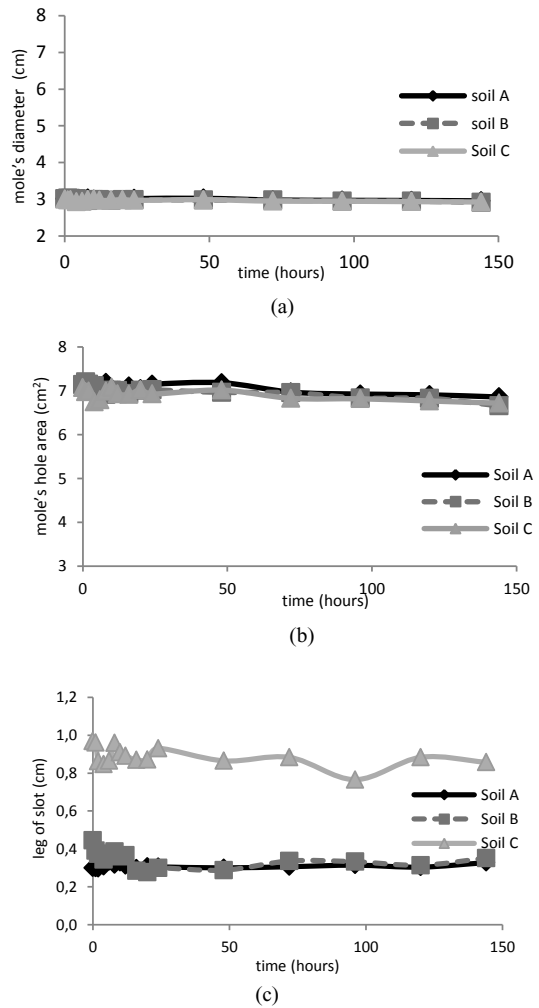 8
7
6
5
4
3
2
mole's diameter (cm)
soil A
soil B
Soil C
0 50 100 150
time (hours)
(a)
8
7
6
5
4
3
mole's hole area (cm²)
Soil A
Soil B
Soil C
0 50 100 150
time (hours)
(b)
1,2
1,0
0,8
0,6
0,4
0,2
0,0
leg of slot (cm)
Soil A
Soil B
Soil C
0 50 100 150
time (hours)
(c)